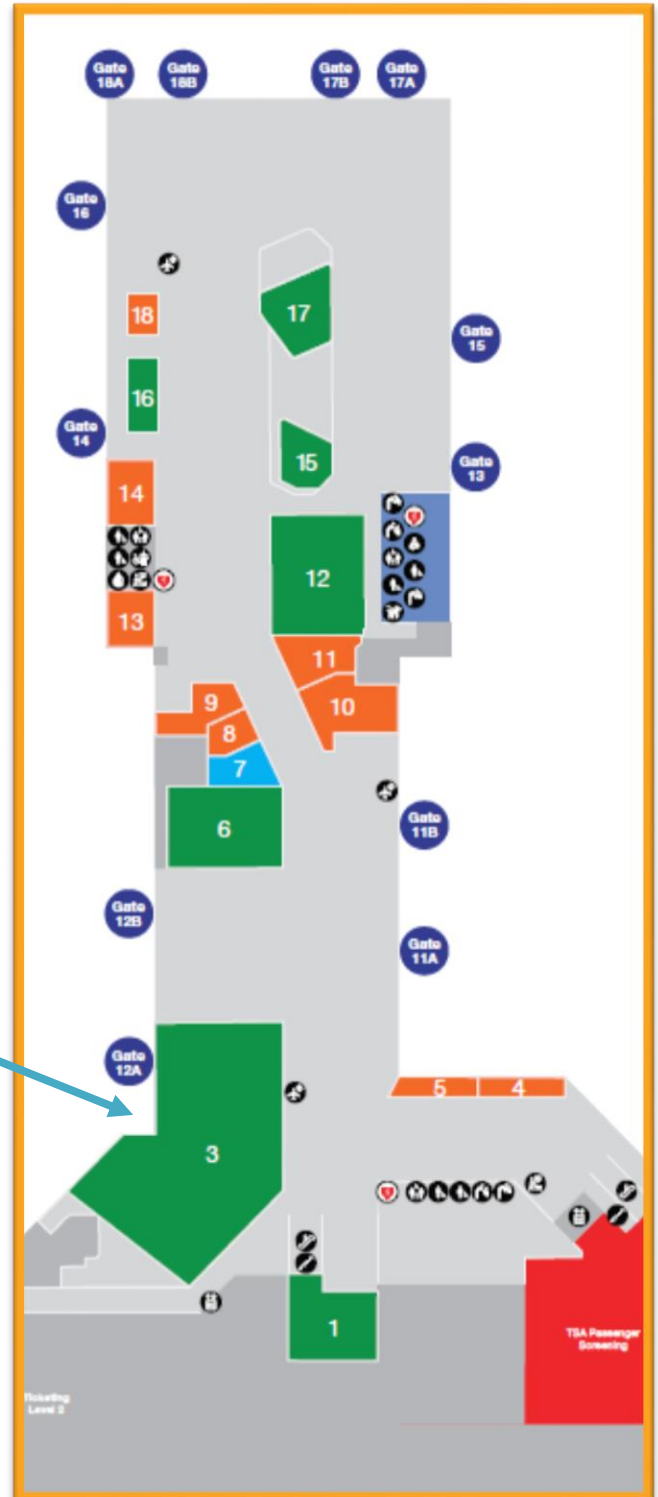 Gate
18A
Gate
18B
Gate
17B
Gate
17A
Gate
16
18
17
Gate
15
16
Gate
14
15
Gate
13
14
12
13
11
9
10
8
7
6
Gate
11B
Gate
12B
Gate
11A
Gate
12A
5
4
3
1
TSA Passenger
Screening
Ticketing
Level 2